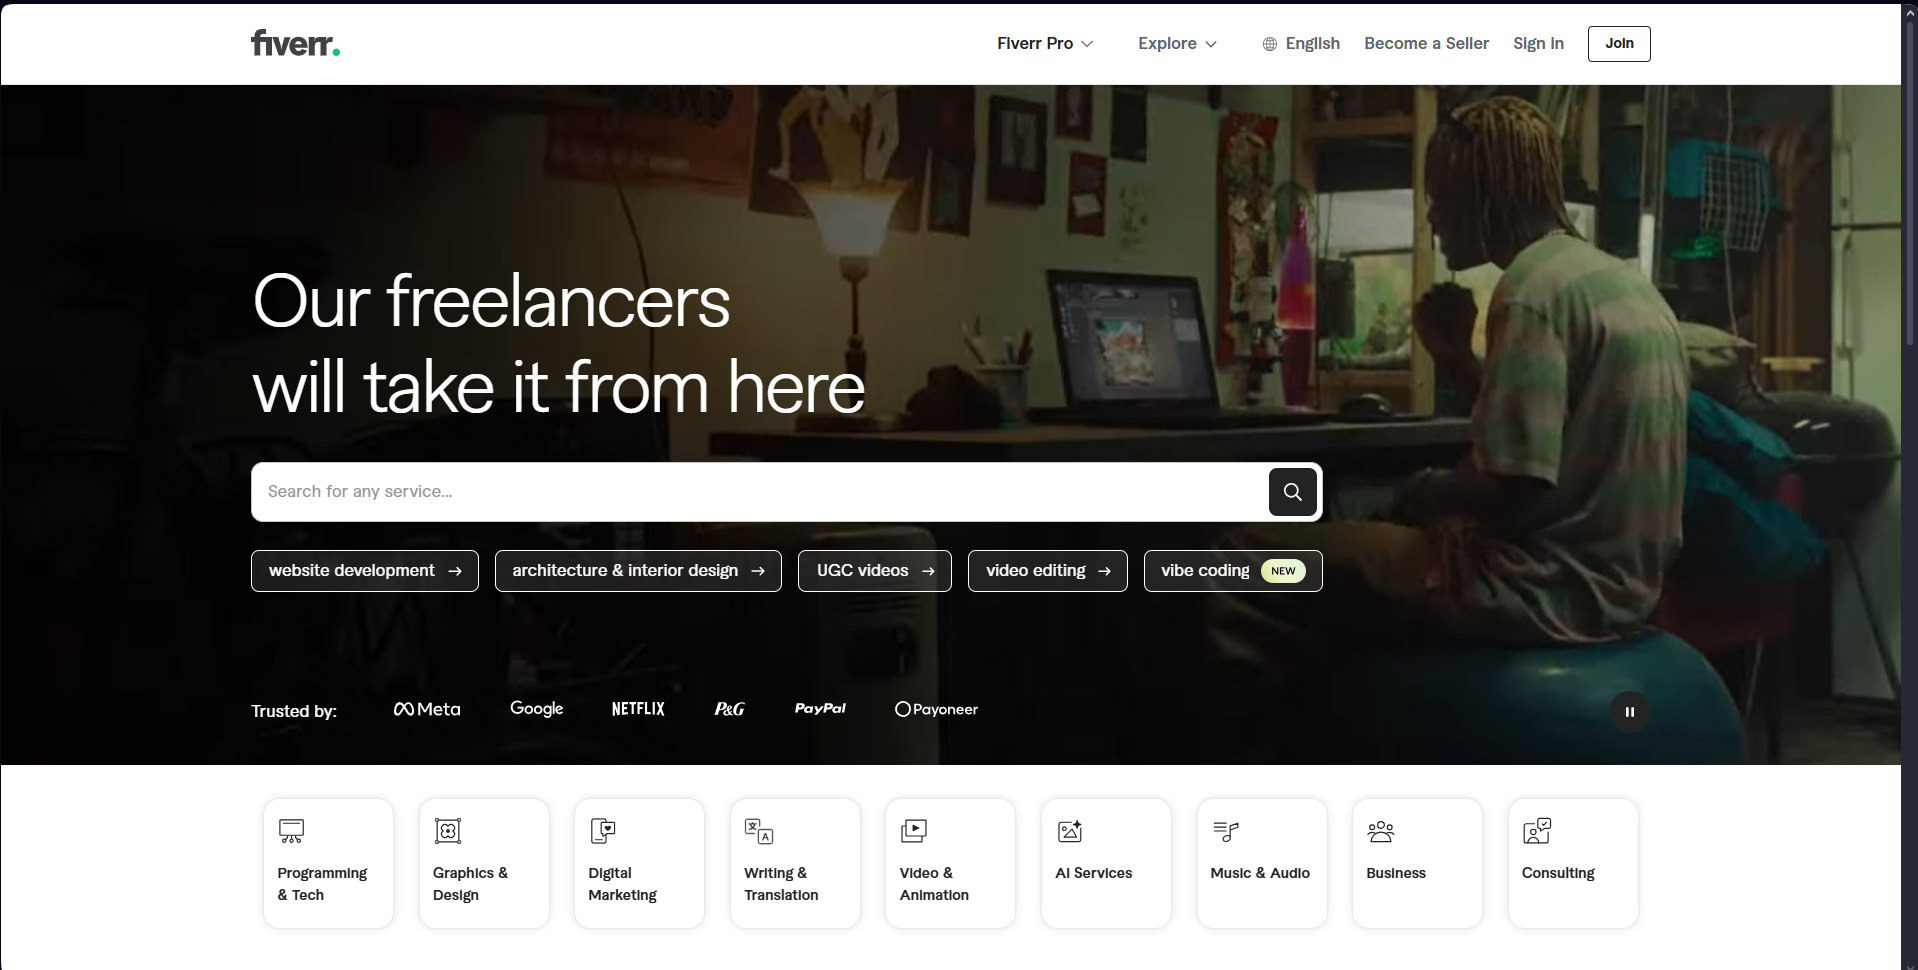 fiverr.
Fiverr Pro
Explore
English
Become a Seller
Sign in
Join
Our freelancers
will take it from here
Search for any service...
website development →
architecture & interior design →
UGC videos →
video editing →
vibe coding NEW
Trusted by:
Meta
Google
NETFLIX
P&G
PayPal
Payoneer
Programming
& Tech
Graphics &
Design
Digital
Marketing
Writing &
Translation
Video &
Animation
AI Services
Music & Audio
Business
Consulting